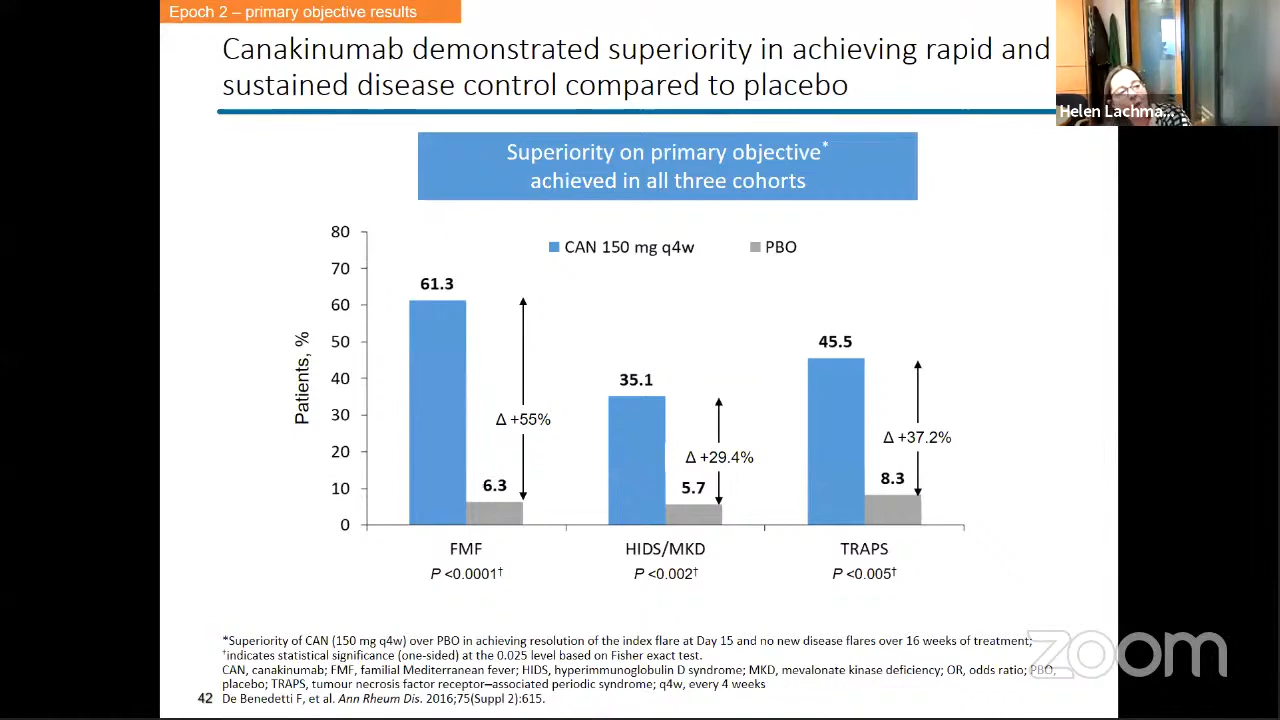 Epoch 2 – primary objective results
Canakinumab demonstrated superiority in achieving rapid and
sustained disease control compared to placebo
Helen Lachma...
Superiority on primary objective*
achieved in all three cohorts
80
70
60
50
40
30
20
10
0
Patients, %
CAN 150 mg q4w
PBO
61.3
6.3
Δ +55%
35.1
5.7
Δ +29.4%
45.5
8.3
Δ +37.2%
FMF
HIDS/MKD
TRAPS
P <0.0001†
P <0.002†
P <0.005†
*Superiority of CAN (150 mg q4w) over PBO in achieving resolution of the index flare at Day 15 and no new disease flares over 16 weeks of treatment;
†indicates statistical significance (one-sided) at the 0.025 level based on Fisher exact test.
CAN, canakinumab; FMF, familial Mediterranean fever; HIDS, hyperimmunoglobulin D syndrome; MKD, mevalonate kinase deficiency; OR, odds ratio; PBO,
placebo; TRAPS, tumour necrosis factor receptor–associated periodic syndrome; q4w, every 4 weeks
42 De Benedetti F, et al. Ann Rheum Dis. 2016;75(Suppl 2):615.
zoom